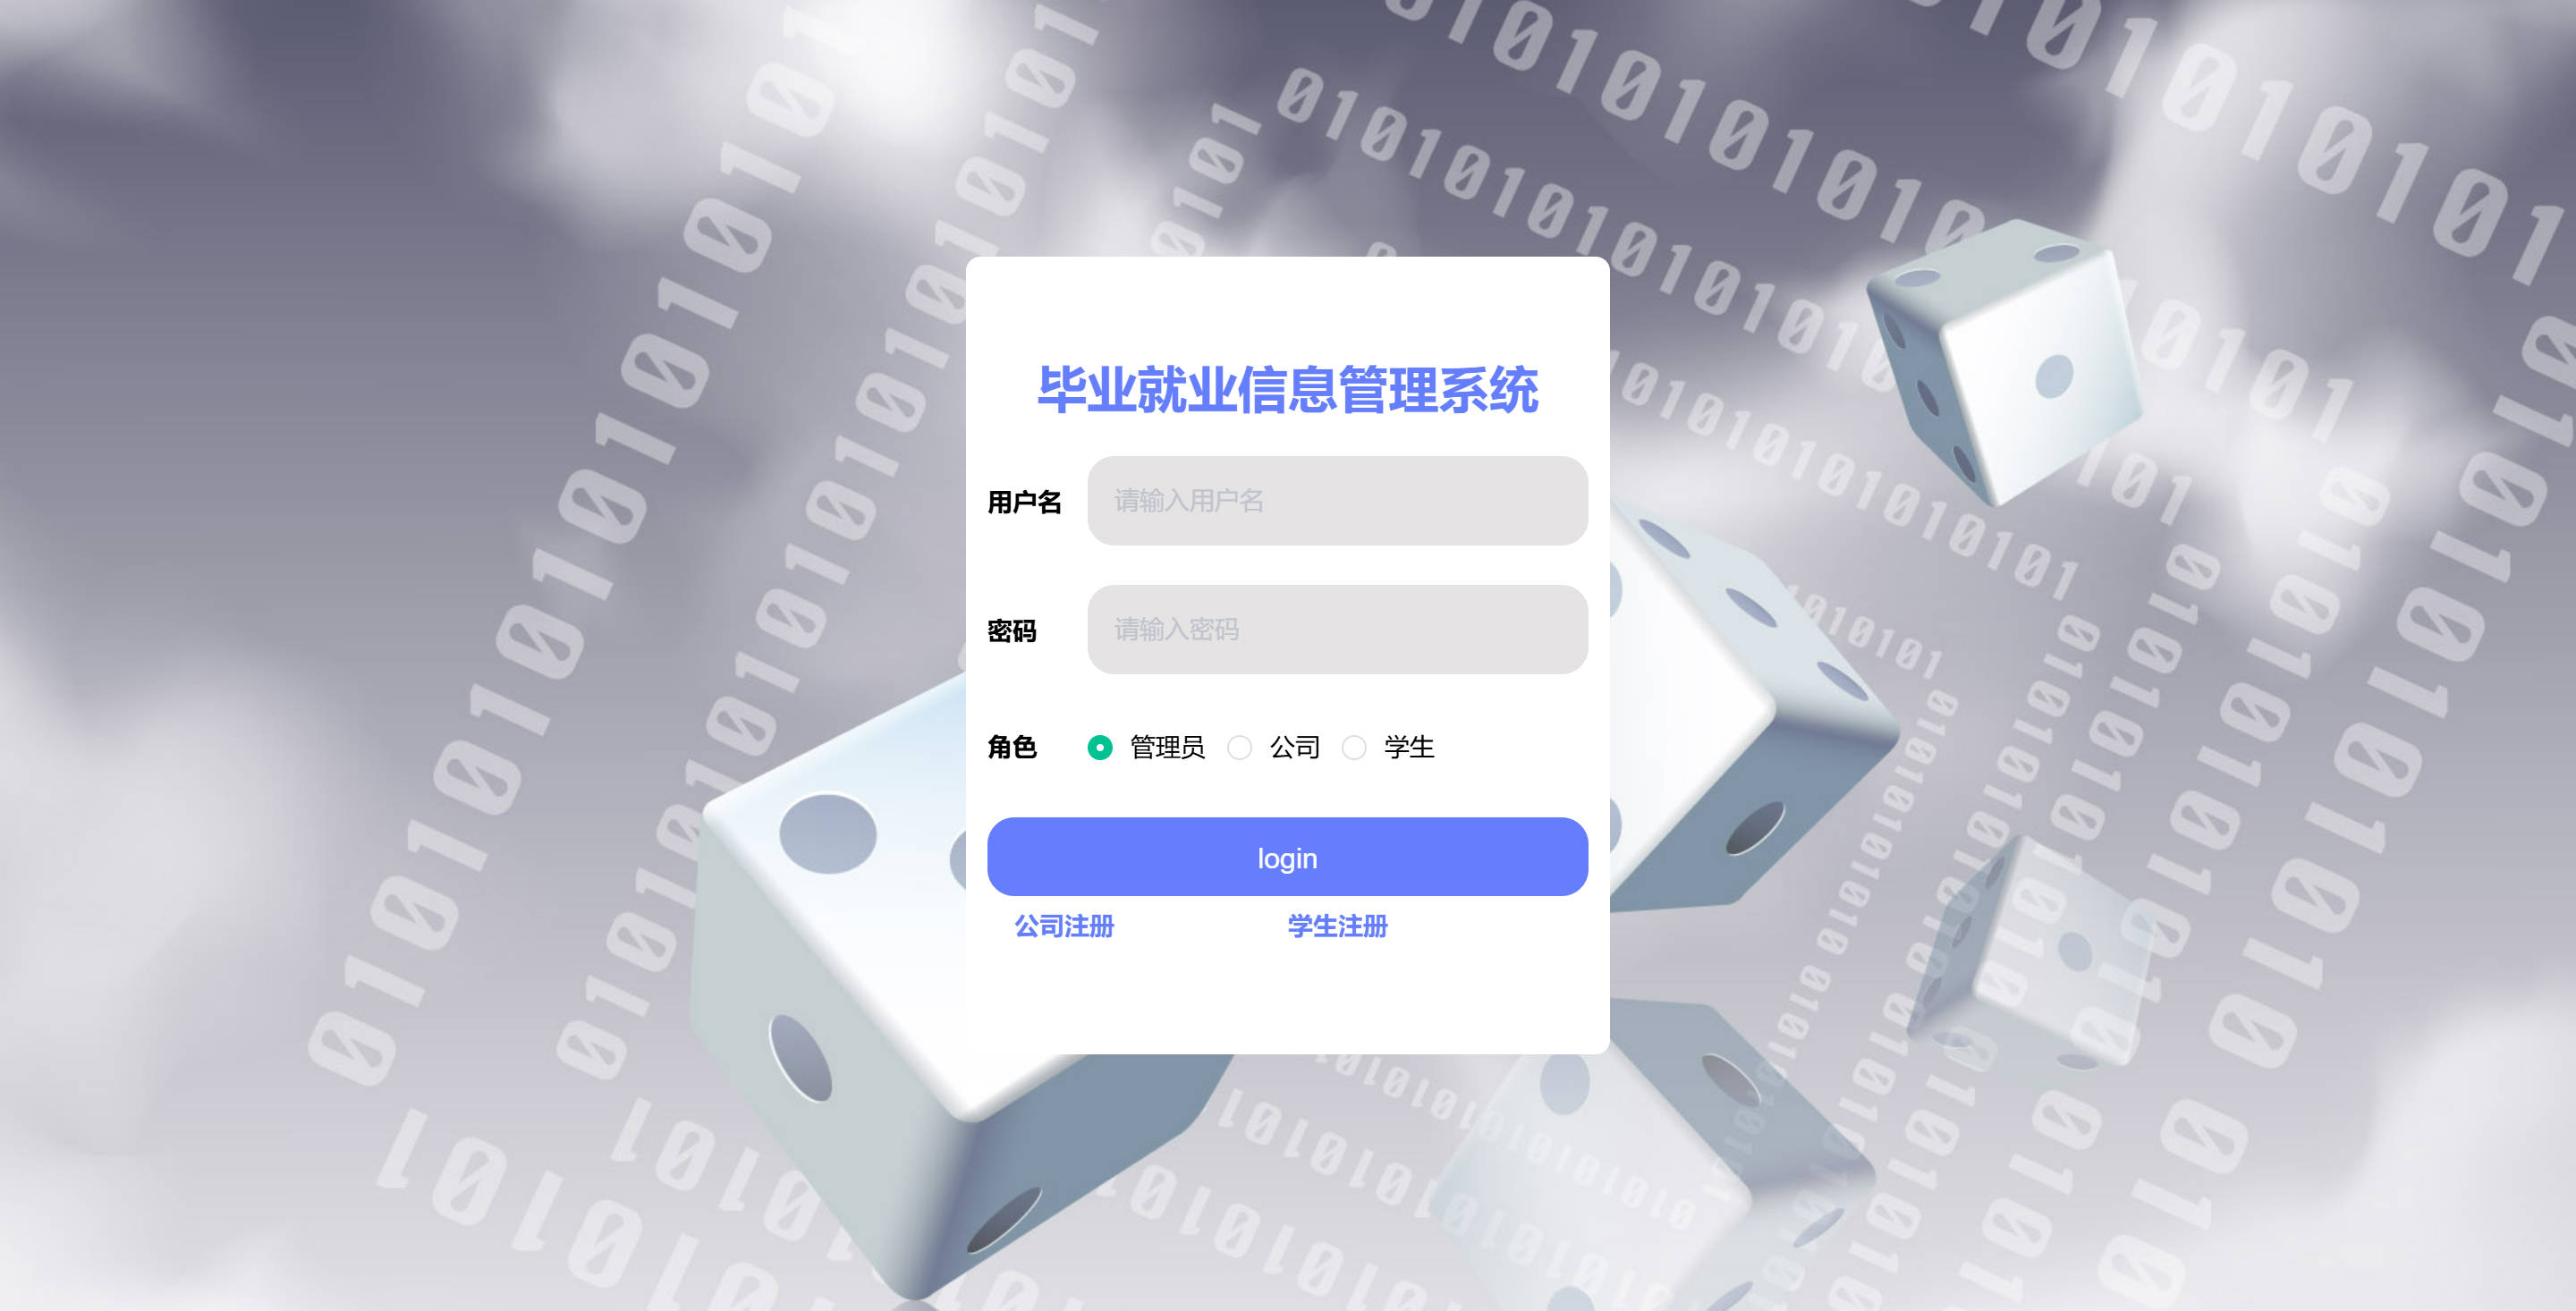 毕业就业信息管理系统
用户名 请输入用户名
密码 请输入密码
角色 管理员 公司 学生
login
公司注册 学生注册